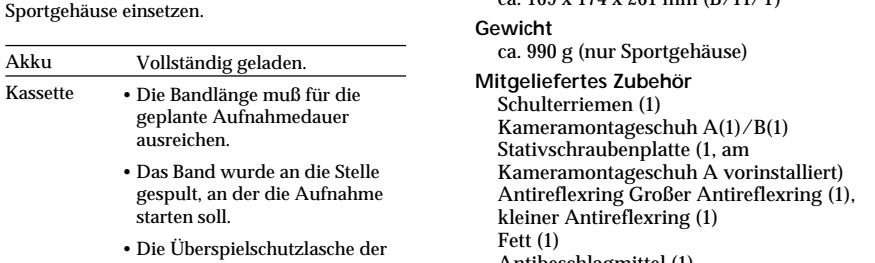 Sportgehäuse einsetzen.
Akku Vollständig geladen.
Kassette • Die Bandlänge muß für die
geplante Aufnahmedauer
ausreichen.
• Das Band wurde an die Stelle
gespult, an der die Aufnahme
starten soll.
• Die Überspielschutzlasche der
Gewicht
ca. 990 g (nur Sportgehäuse)
Mitgeliefertes Zubehör
Schulterriemen (1)
Kameramontageschuh A(1)/B(1)
Stativschraubenplatte (1, am
Kameramontageschuh A vorinstalliert)
Antireflexring Großer Antireflexring (1),
kleiner Antireflexring (1)
Fett (1)
Antibeschlagmittel (1)